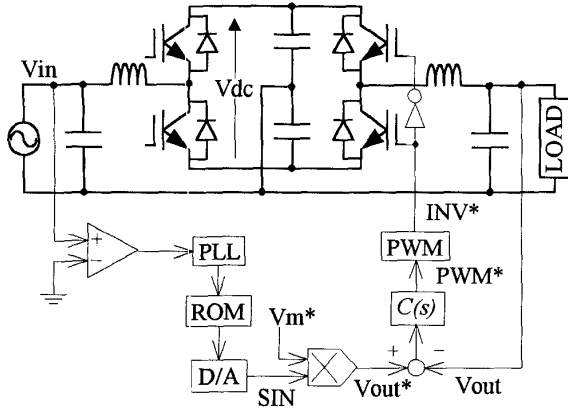 Vin
Vdc
LOAD
INV*
+
−
PLL
PWM
PWM*
ROM
Vm*
C(s)
D/A
SIN
+
−
Vout*
Vout